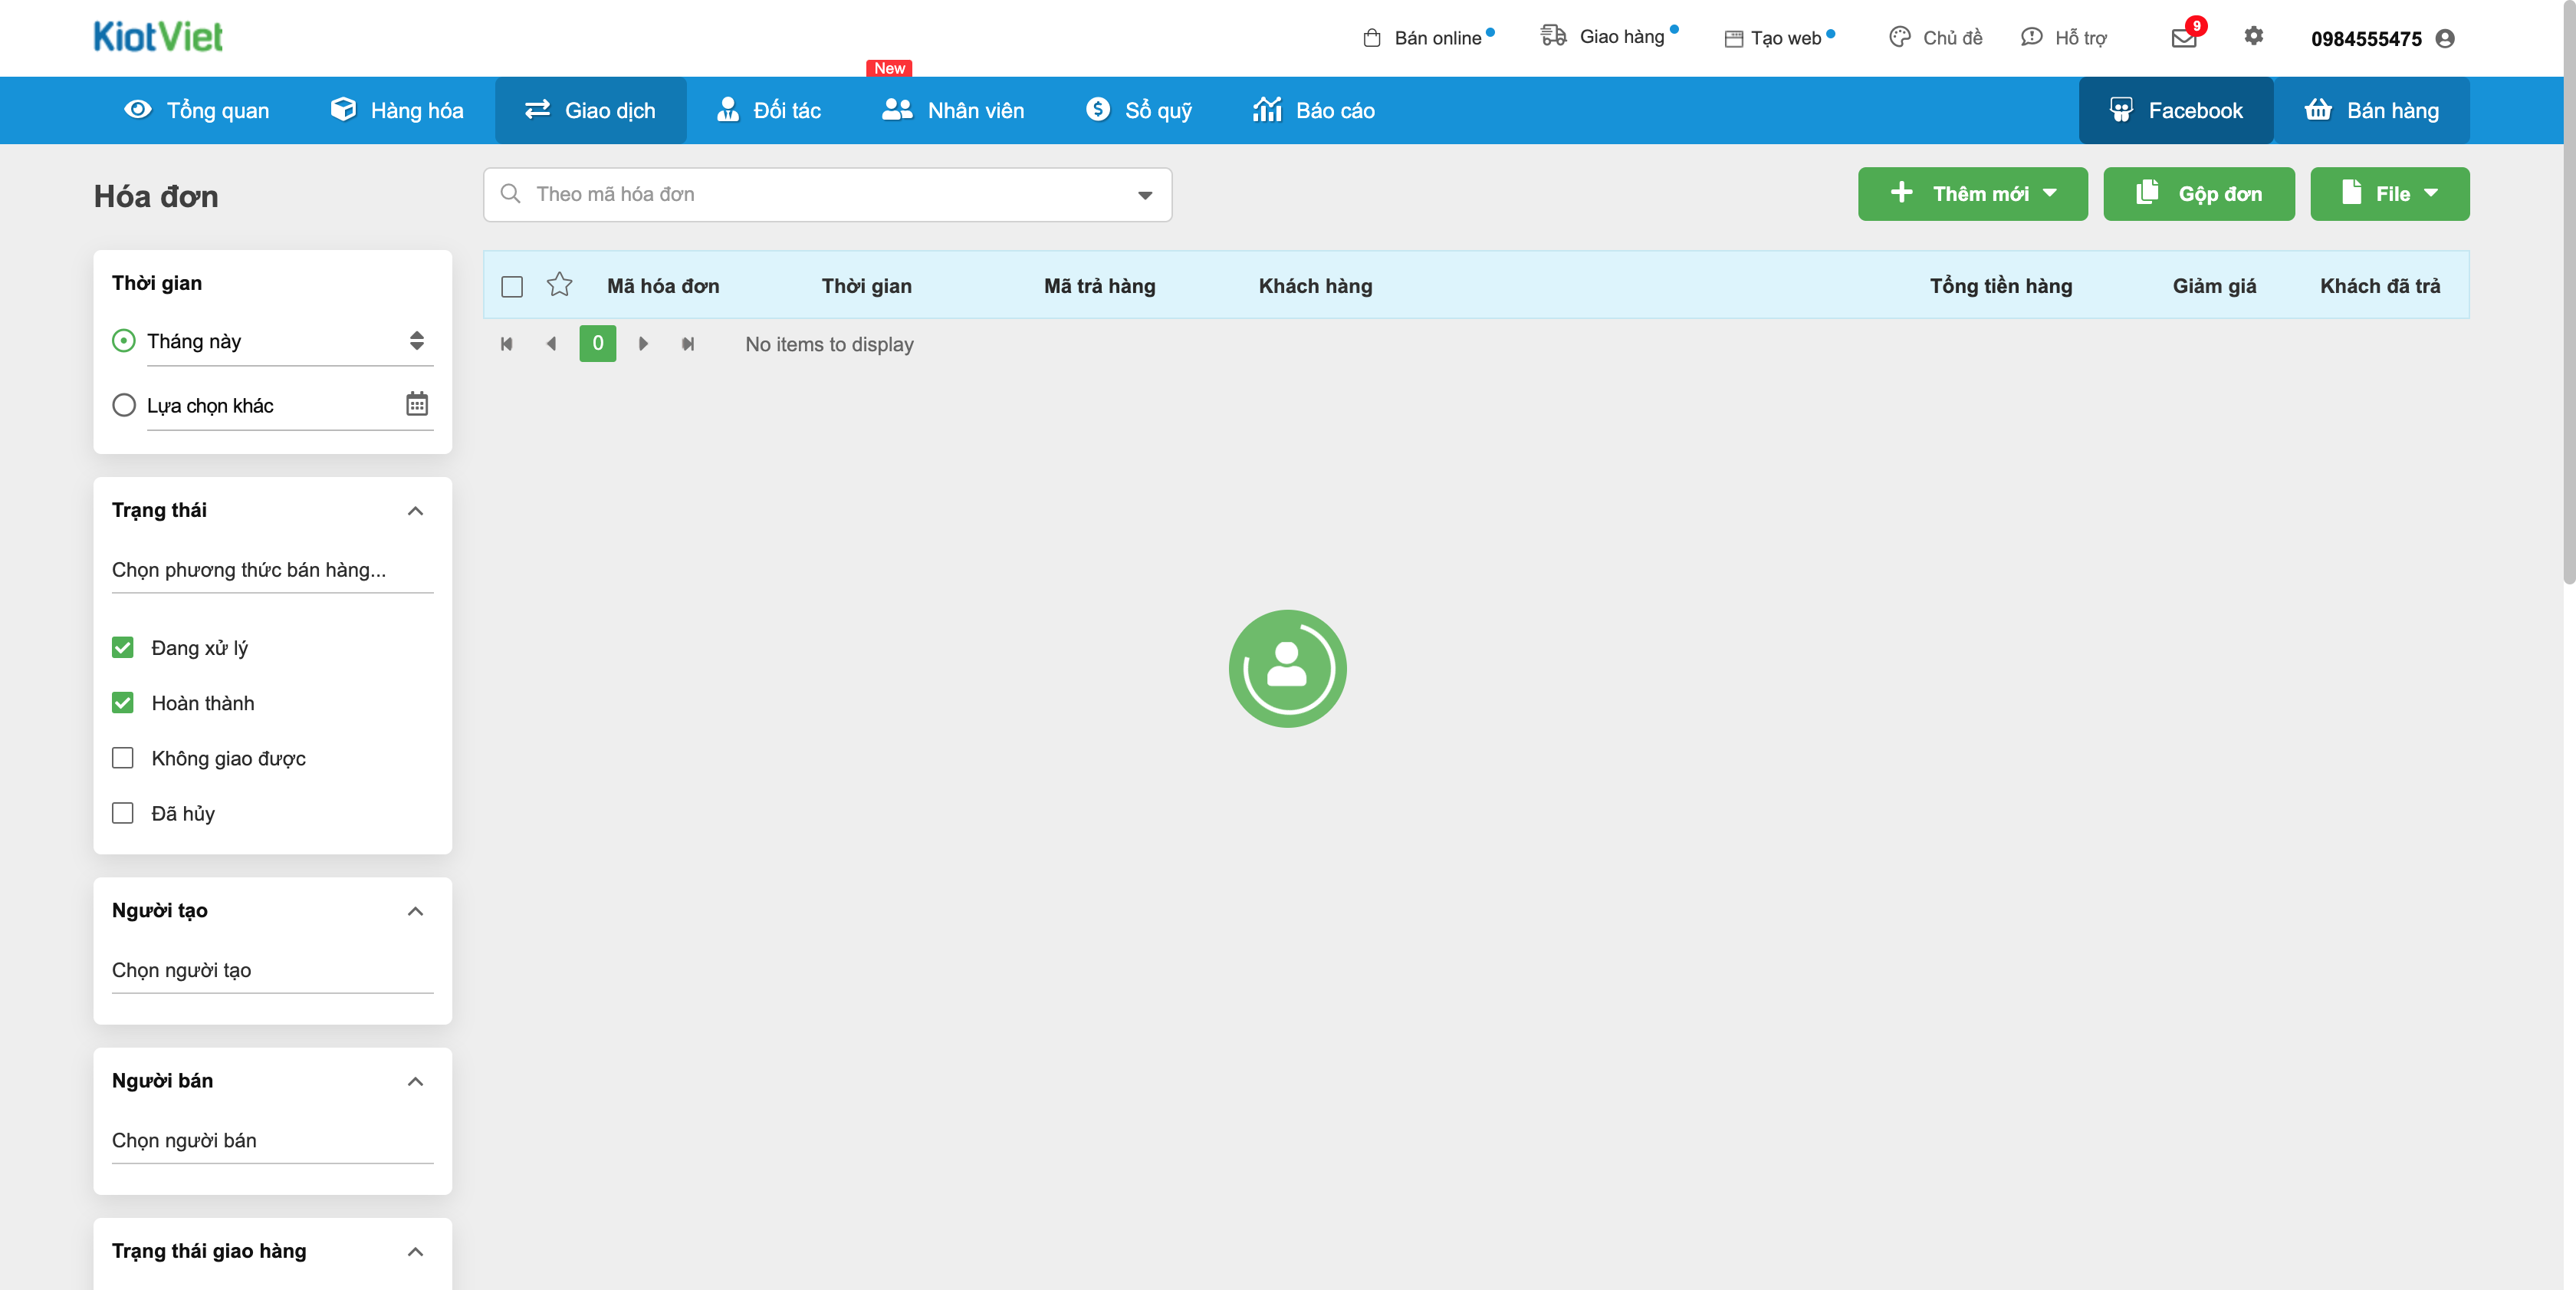 KiotViet
Bán online
Giao hàng
Tạo web
Chủ đề
Hỗ trợ
9
0984555475
New
Tổng quan
Hàng hóa
Giao dịch
Đối tác
Nhân viên
Sổ quỹ
Báo cáo
Facebook
Bán hàng
Hóa đơn
Theo mã hóa đơn
Thêm mới
Gộp đơn
File
Thời gian
Tháng này
Lựa chọn khác
Trạng thái
Chọn phương thức bán hàng...
Đang xử lý
Hoàn thành
Không giao được
Đã hủy
Người tạo
Chọn người tạo
Người bán
Chọn người bán
Trạng thái giao hàng
Mã hóa đơn
Thời gian
Mã trả hàng
Khách hàng
Tổng tiền hàng
Giảm giá
Khách đã trả
0
No items to display